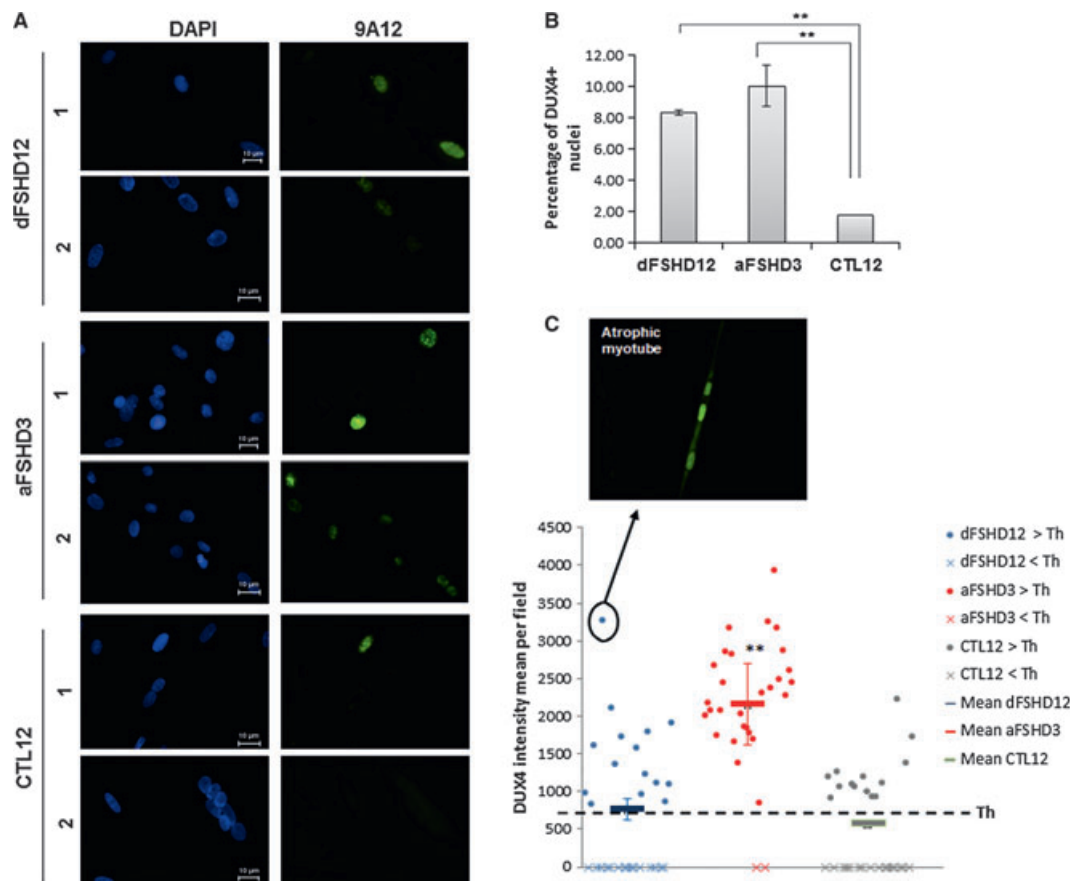 A
DAPI 9A12
dFSHD12
1
10 µm
2
10 µm
aFSHD3
1
10 µm
2
10 µm
CTL12
1
10 µm
2
10 µm
B
**
**
Percentage of DUX4+
nuclei
12.00
10.00
8.00
6.00
4.00
2.00
0.00
dFSHD12 aFSHD3 CTL12
C
Atrophic
myotube
DUX4 intensity mean per field
4500
4000
3500
3000
2500
2000
1500
1000
500
0
**
Th
dFSHD12 > Th
dFSHD12 < Th
aFSHD3 > Th
aFSHD3 < Th
CTL12 > Th
CTL12 < Th
Mean dFSHD12
Mean aFSHD3
Mean CTL12